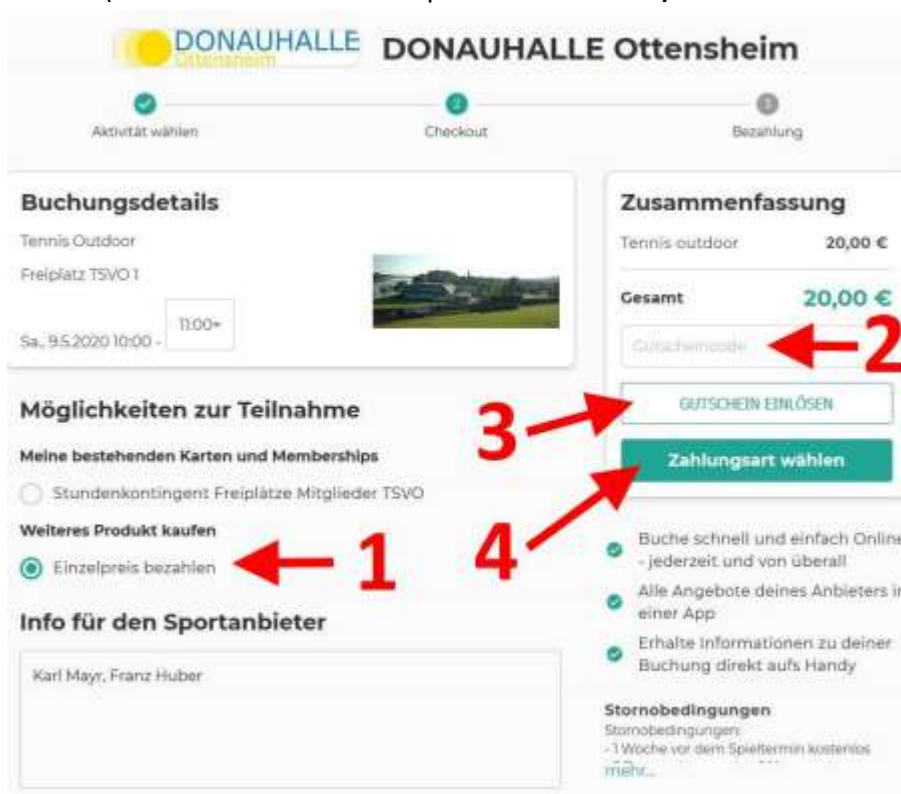 DONAUHALLE
Ottensheim
DONAUHALLE Ottensheim
2
3
Aktivität wählen
Checkout
Bezahlung
Buchungsdetails
Tennis Outdoor
Freiplatz TSVO 1
Sa., 9.5.2020 10:00 - 11:00
Möglichkeiten zur Teilnahme
Meine bestehenden Karten und Memberships
Stundenkontingent Freiplätze Mitglieder TSVO
Weiteres Produkt kaufen
Einzelpreis bezahlen
1
Info für den Sportanbieter
Karl Mayr, Franz Huber
Zusammenfassung
Tennis outdoor 20,00 €
Gesamt 20,00 €
Gutscheincode
2
3
GUTSCHEIN EINLÖSEN
4
Zahlungsart wählen
Buche schnell und einfach Online
- jederzeit und von überall
Alle Angebote deines Anbieters in
einer App
Erhalte Informationen zu deiner
Buchung direkt aufs Handy
Stornobedingungen
Stornobedingungen:
- 1 Woche vor dem Spieltermin kostenlos
mehr...